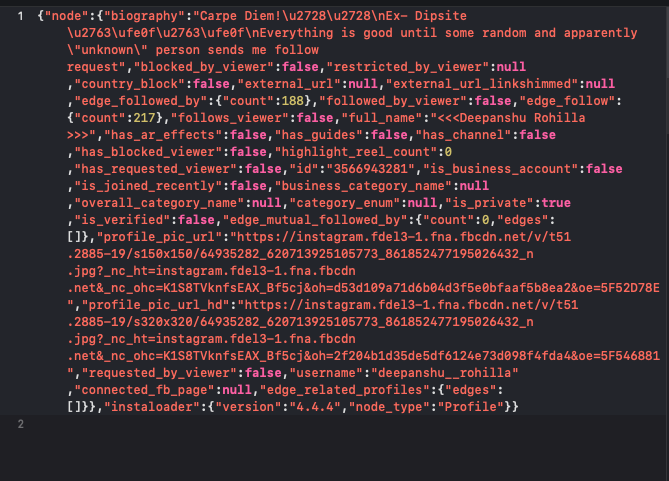 1 {"node":{"biography":"Carpe Diem!\u2728\u2728\nEx- Dipsite
\u2763\ufe0f\u2763\ufe0f\nEverything is good until some random and apparently
\"unknown\" person sends me follow
request","blocked_by_viewer":false,"restricted_by_viewer":null
,"country_block":false,"external_url":null,"external_url_linkshimmed":null
,"edge_followed_by":{"count":188},"followed_by_viewer":false,"edge_follow":
{"count":217},"follows_viewer":false,"full_name":"<<<Deepanshu Rohilla
>>>","has_ar_effects":false,"has_guides":false,"has_channel":false
,"has_blocked_viewer":false,"highlight_reel_count":0
,"has_requested_viewer":false,"id":"3566943281","is_business_account":false
,"is_joined_recently":false,"business_category_name":null
,"overall_category_name":null,"category_enum":null,"is_private":true
,"is_verified":false,"edge_mutual_followed_by":{"count":0,"edges":
[]},"profile_pic_url":"https://instagram.fdel3-1.fna.fbcdn.net/v/t51
.2885-19/s150x150/64935282_620713925105773_861852477195026432_n
.jpg?_nc_ht=instagram.fdel3-1.fna.fbcdn
.net&_nc_ohc=K1S8TVknfsEAX_Bf5cj&oh=d53d109a71d6b04d3f5e0bfaaf5b8ea2&oe=5F52D78E
","profile_pic_url_hd":"https://instagram.fdel3-1.fna.fbcdn.net/v/t51
.2885-19/s320x320/64935282_620713925105773_861852477195026432_n
.jpg?_nc_ht=instagram.fdel3-1.fna.fbcdn
.net&_nc_ohc=K1S8TVknfsEAX_Bf5cj&oh=2f204b1d35de5df6124e73d098f4fda4&oe=5F546881
","requested_by_viewer":false,"username":"deepanshu__rohilla"
,"connected_fb_page":null,"edge_related_profiles":{"edges":
[]}},"instaloader":{"version":"4.4.4","node_type":"Profile"}}
2